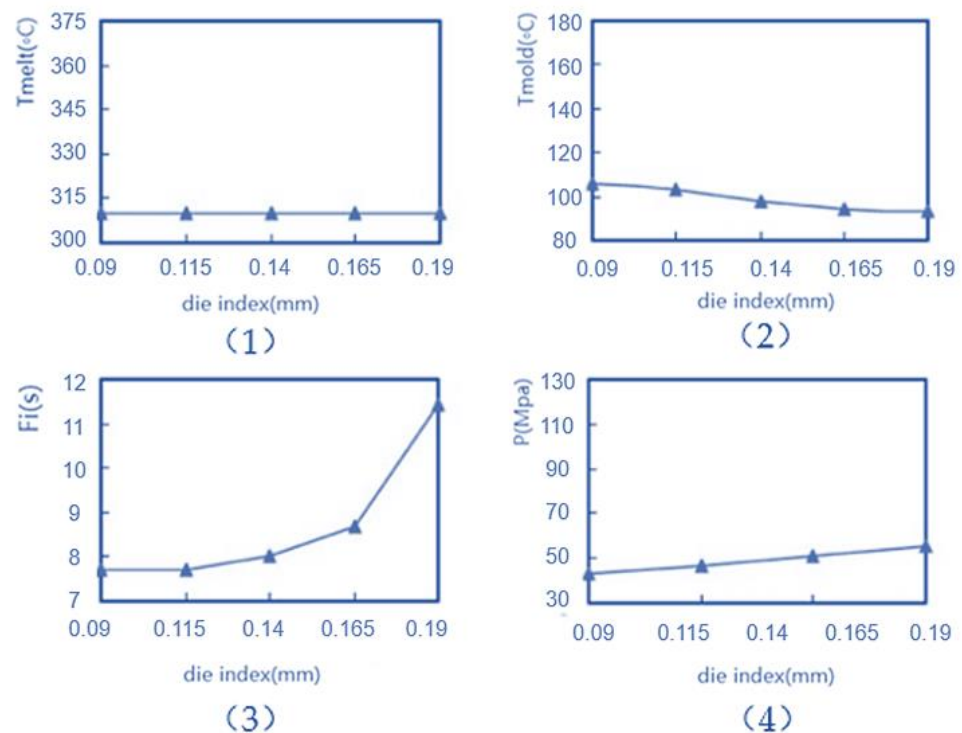 Tmelt(∘C)
375
360
345
330
315
300
0.09 0.115 0.14 0.165 0.19
die index(mm)
(1)
Tmold(∘C)
180
160
140
120
100
80
0.09 0.115 0.14 0.165 0.19
die index(mm)
(2)
Fi(s)
12
11
10
9
8
7
0.09 0.115 0.14 0.165 0.19
die index(mm)
(3)
P(Mpa)
130
110
90
70
50
30
0.09 0.115 0.14 0.165 0.19
die index(mm)
(4)